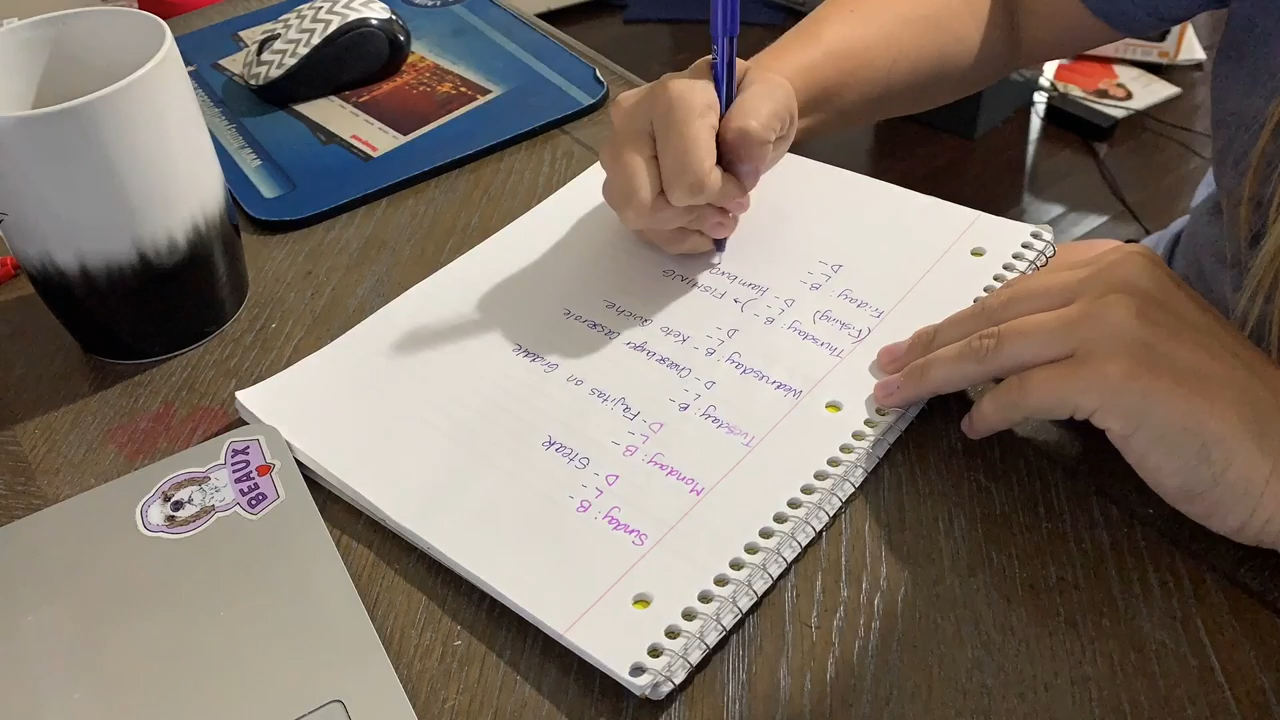 Sunday: B-
L-
D- Steak
Monday: B-
L-
D- Fajitas on Griddle
Tuesday: B-
L-
D- Cheeseburger casserole
Wednesday: B- Keto Quiche
L-
D-
Thursday: B-
(Fishing) L- } → FISHING
D- Hamburg
Friday: B-
L-
D-
BEAUX